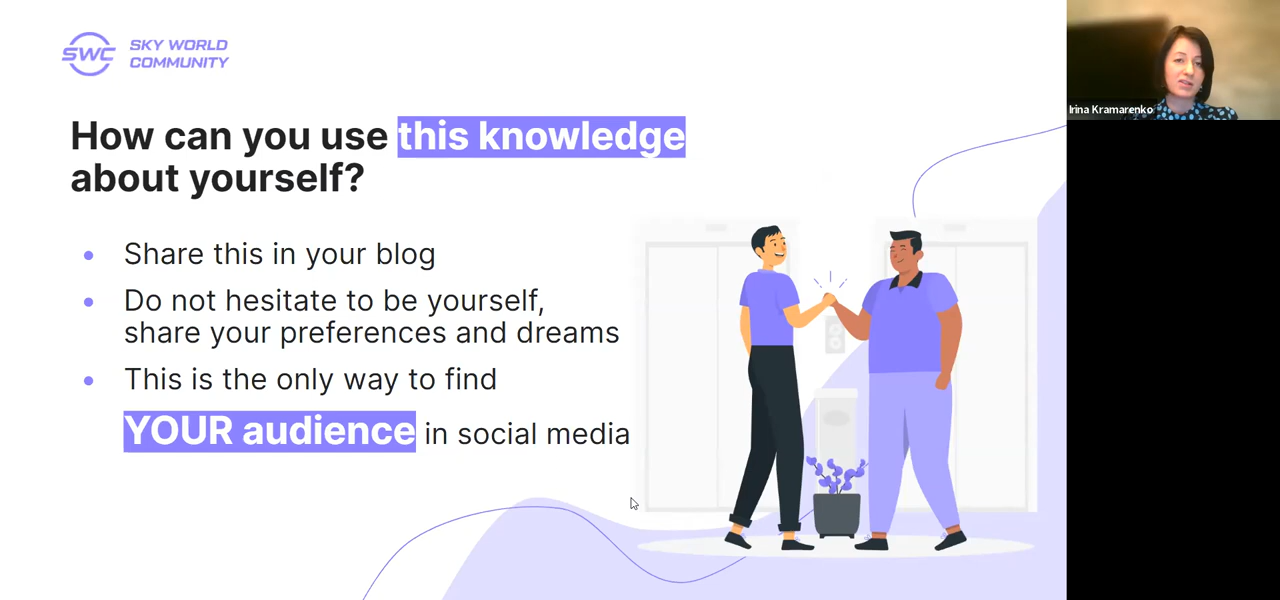 SWC
SKY WORLD
COMMUNITY
Irina Kramarenko
How can you use this knowledge
about yourself?
Share this in your blog
Do not hesitate to be yourself,
share your preferences and dreams
This is the only way to find
YOUR audience in social media